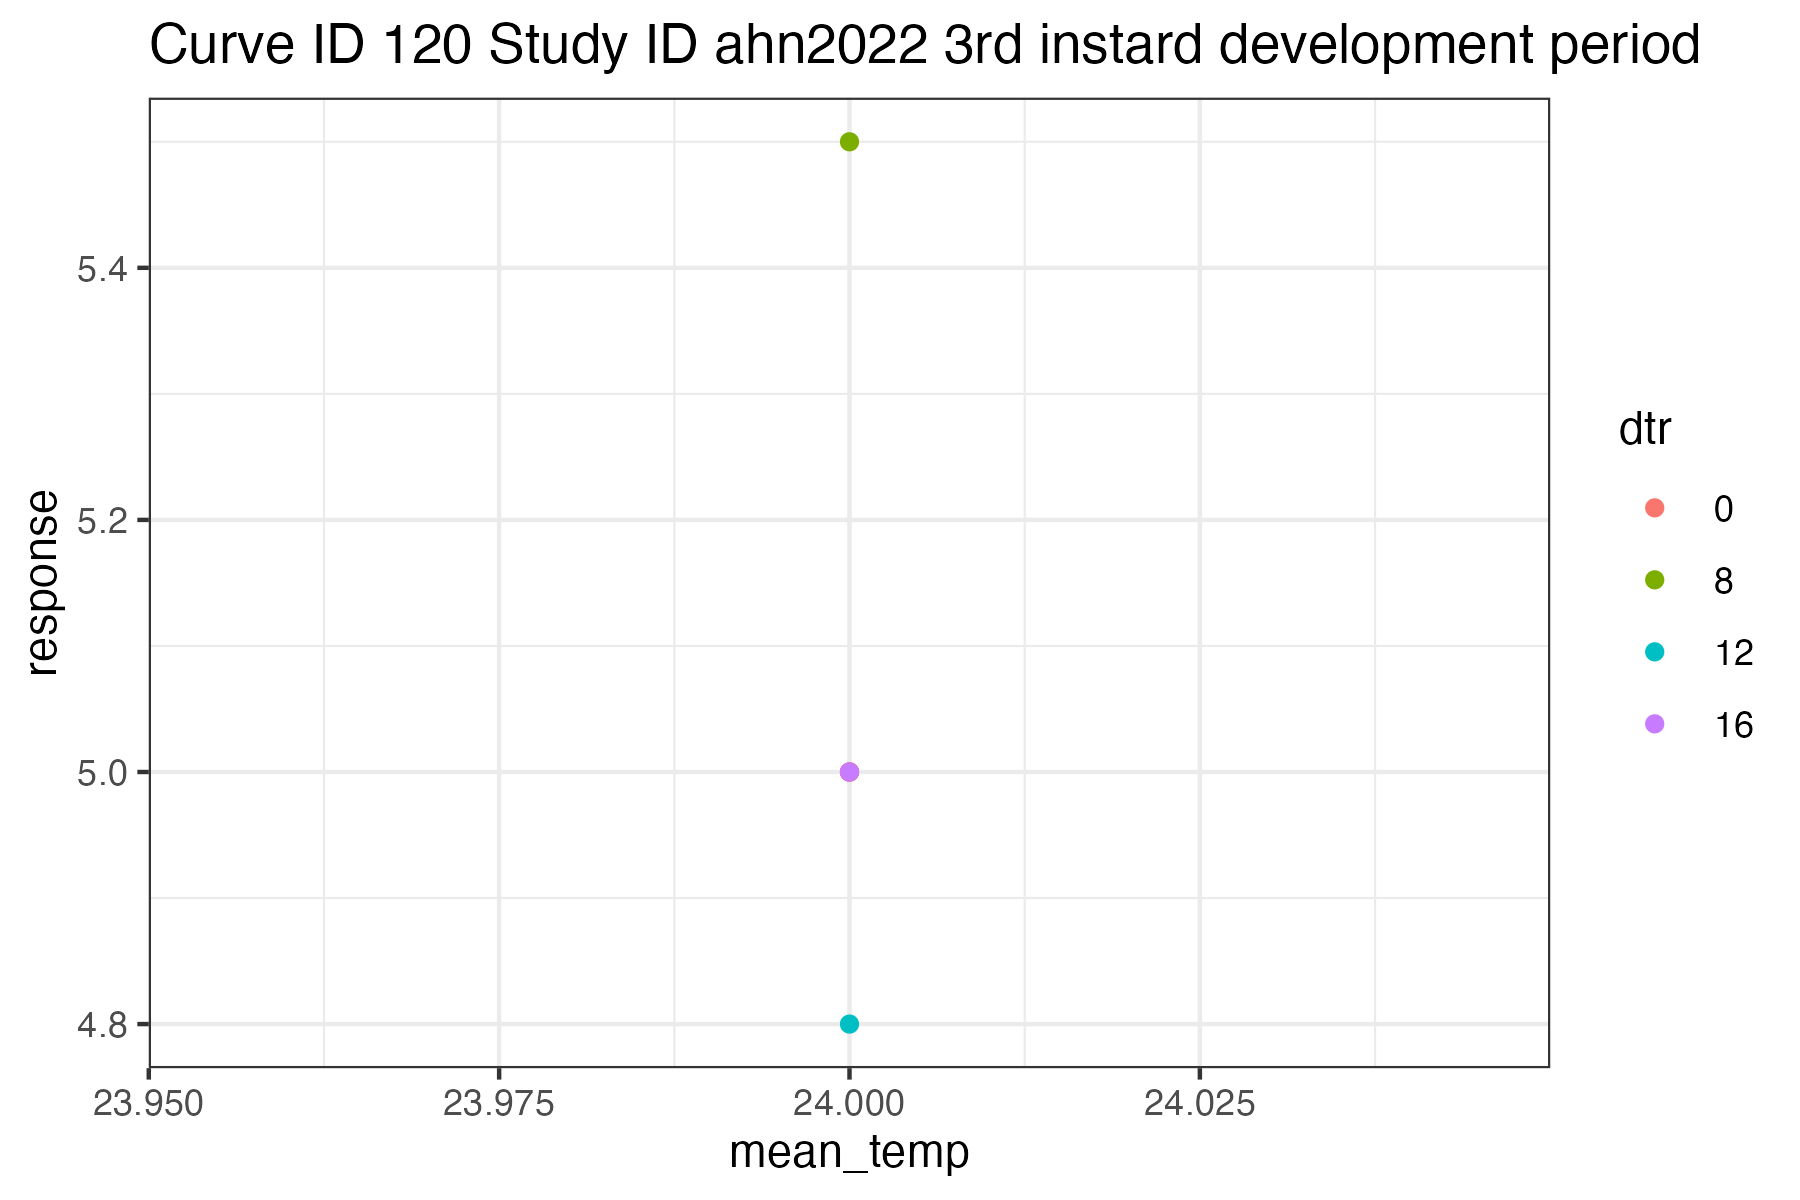 Curve ID 120 Study ID ahn2022 3rd instard development period
response
5.4
5.2
5.0
4.8
23.950 23.975 24.000 24.025
mean_temp
dtr
0
8
12
16